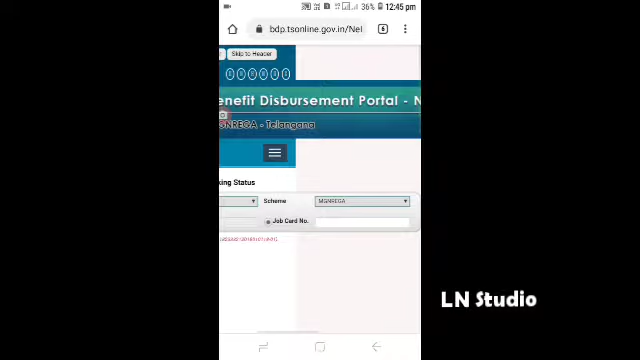 36% 12:45 pm
bdp.tsonline.gov.in/Nel 6
Skip to Header
enefit Disbursement Portal - N
GNREGA - Telangana
king Status
Scheme MGNREGA
Job Card No.
LN Studio